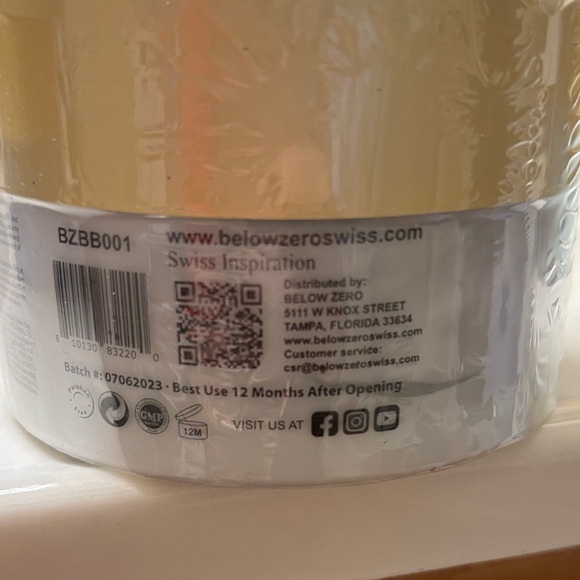 BZBB001
www.belowzeroswiss.com
Swiss Inspiration
8 10130 83220 0
Distributed by:
BELOW ZERO
5111 W KNOX STREET
TAMPA, FLORIDA 33634
www.belowzeroswiss.com
Customer service:
csr@belowzeroswiss.com
Batch #: 07062023 · Best Use 12 Months After Opening
GMP
12M
VISIT US AT